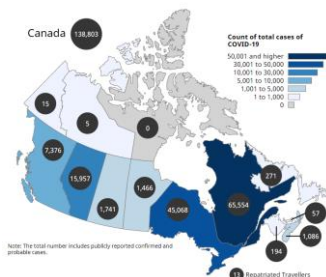 Canada 138,803
Count of total cases of
COVID-19
50,001 and higher
30,001 to 50,000
10,001 to 30,000
5,001 to 10,000
1,001 to 5,000
1 to 1,000
0
15
5
0
7,376
15,957
1,741
1,466
45,068
65,554
271
57
1,086
194
Note: The total number includes publicly reported confirmed and
probable cases.
13 Repatriated Travellers